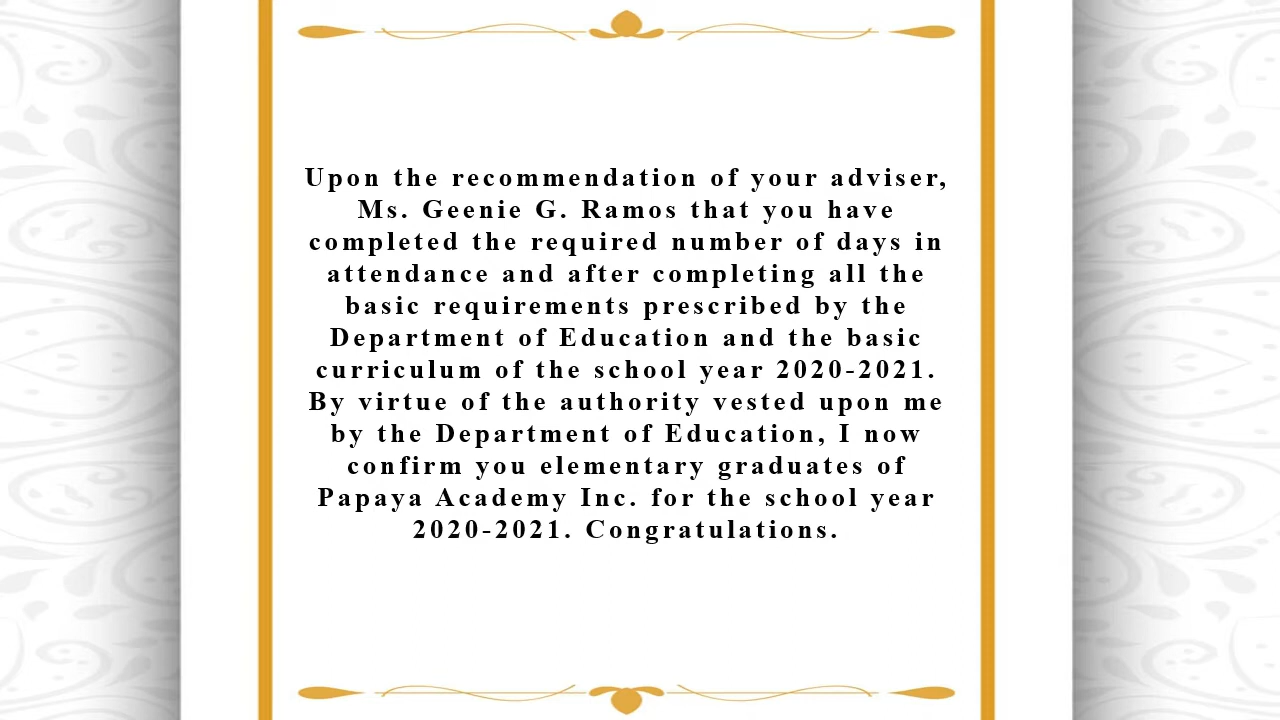 Upon the recommendation of your adviser,
Ms. Geenie G. Ramos that you have
completed the required number of days in
attendance and after completing all the
basic requirements prescribed by the
Department of Education and the basic
curriculum of the school year 2020-2021.
By virtue of the authority vested upon me
by the Department of Education, I now
confirm you elementary graduates of
Papaya Academy Inc. for the school year
2020-2021. Congratulations.